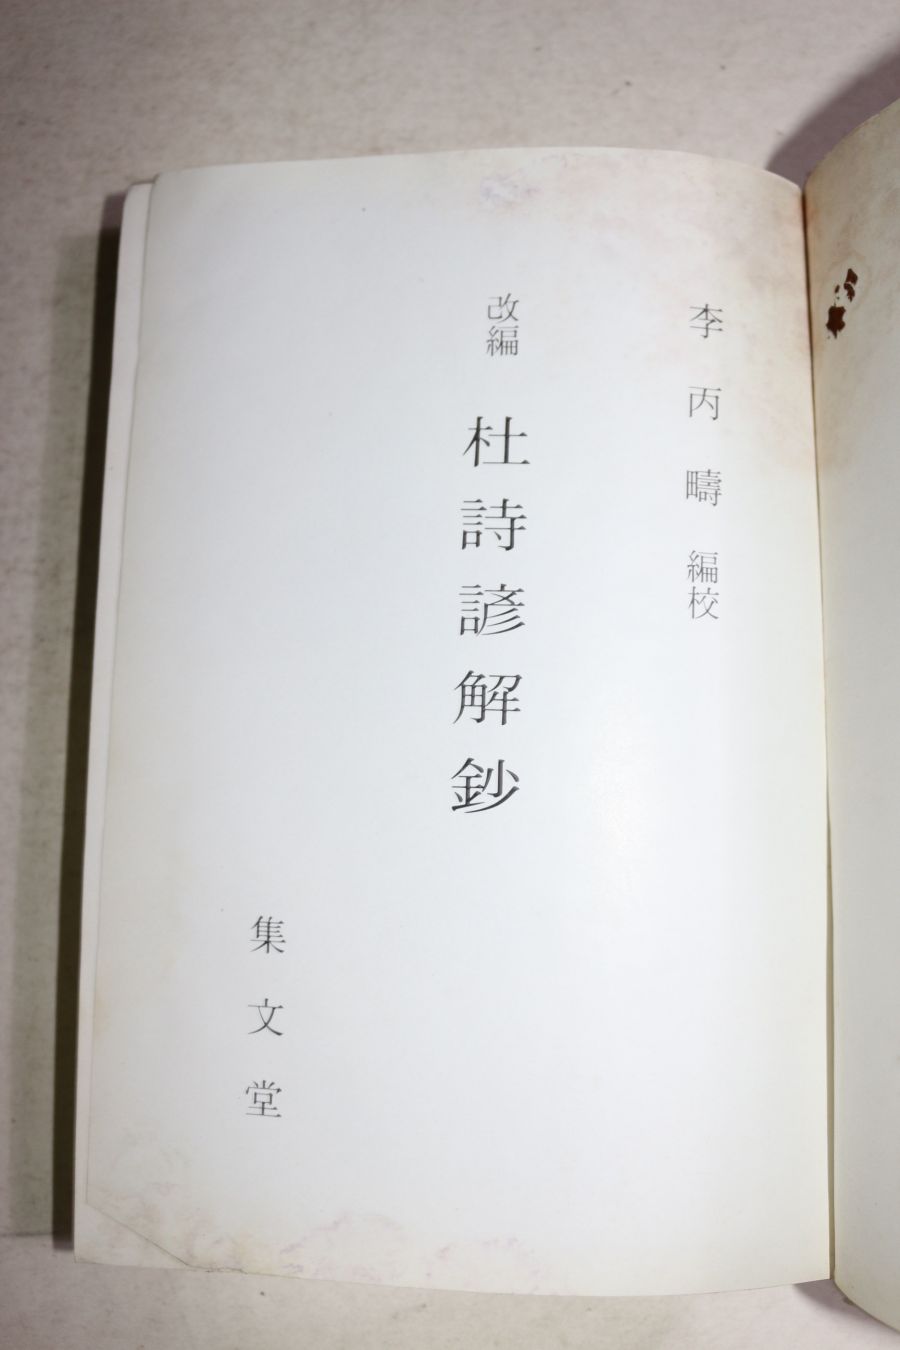 李丙疇 編校
改編 杜詩諺解鈔
集文堂